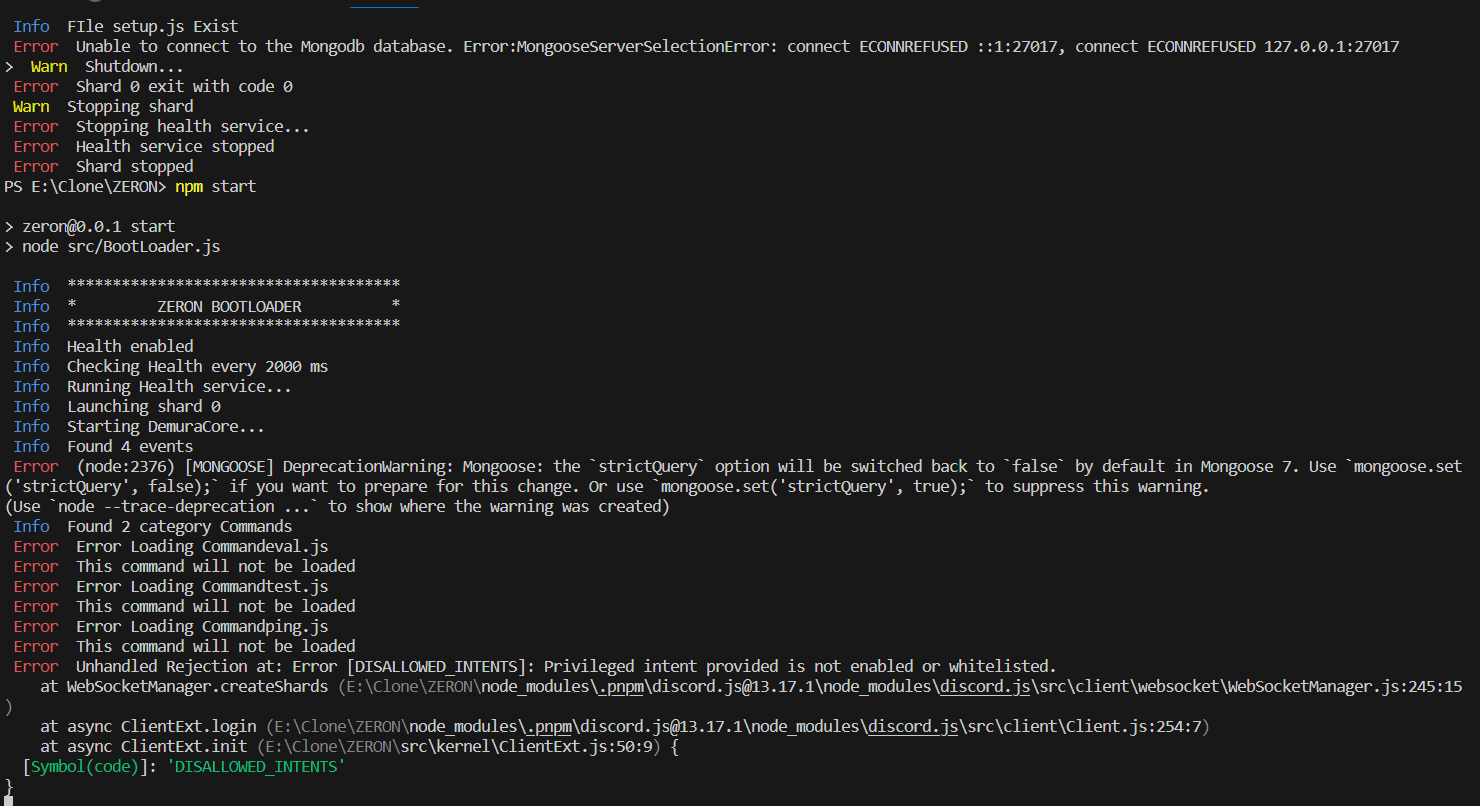 Info  FIle setup.js Exist
Error  Unable to connect to the Mongodb database. Error:MongooseServerSelectionError: connect ECONNREFUSED ::1:27017, connect ECONNREFUSED 127.0.0.1:27017
>  Warn  Shutdown...
Error  Shard 0 exit with code 0
Warn  Stopping shard
Error  Stopping health service...
Error  Health service stopped
Error  Shard stopped
PS E:\Clone\ZERON> npm start
> zeron@0.0.1 start
> node src/BootLoader.js
Info  *************************************
Info  *         ZERON BOOTLOADER          *
Info  *************************************
Info  Health enabled
Info  Checking Health every 2000 ms
Info  Running Health service...
Info  Launching shard 0
Info  Starting DemuraCore...
Info  Found 4 events
Error  (node:2376) [MONGOOSE] DeprecationWarning: Mongoose: the `strictQuery` option will be switched back to `false` by default in Mongoose 7. Use `mongoose.set
('strictQuery', false);` if you want to prepare for this change. Or use `mongoose.set('strictQuery', true);` to suppress this warning.
(Use `node --trace-deprecation ...` to show where the warning was created)
Info  Found 2 category Commands
Error  Error Loading Commandeval.js
Error  This command will not be loaded
Error  Error Loading Commandtest.js
Error  This command will not be loaded
Error  Error Loading Commandping.js
Error  This command will not be loaded
Error  Unhandled Rejection at: Error [DISALLOWED_INTENTS]: Privileged intent provided is not enabled or whitelisted.
at WebSocketManager.createShards (E:\Clone\ZERON\node_modules\.pnpm\discord.js@13.17.1\node_modules\discord.js\src\client\websocket\WebSocketManager.js:245:15
)
at async ClientExt.login (E:\Clone\ZERON\node_modules\.pnpm\discord.js@13.17.1\node_modules\discord.js\src\client\Client.js:254:7)
at async ClientExt.init (E:\Clone\ZERON\src\kernel\ClientExt.js:50:9) {
[Symbol(code)]: 'DISALLOWED_INTENTS'
}